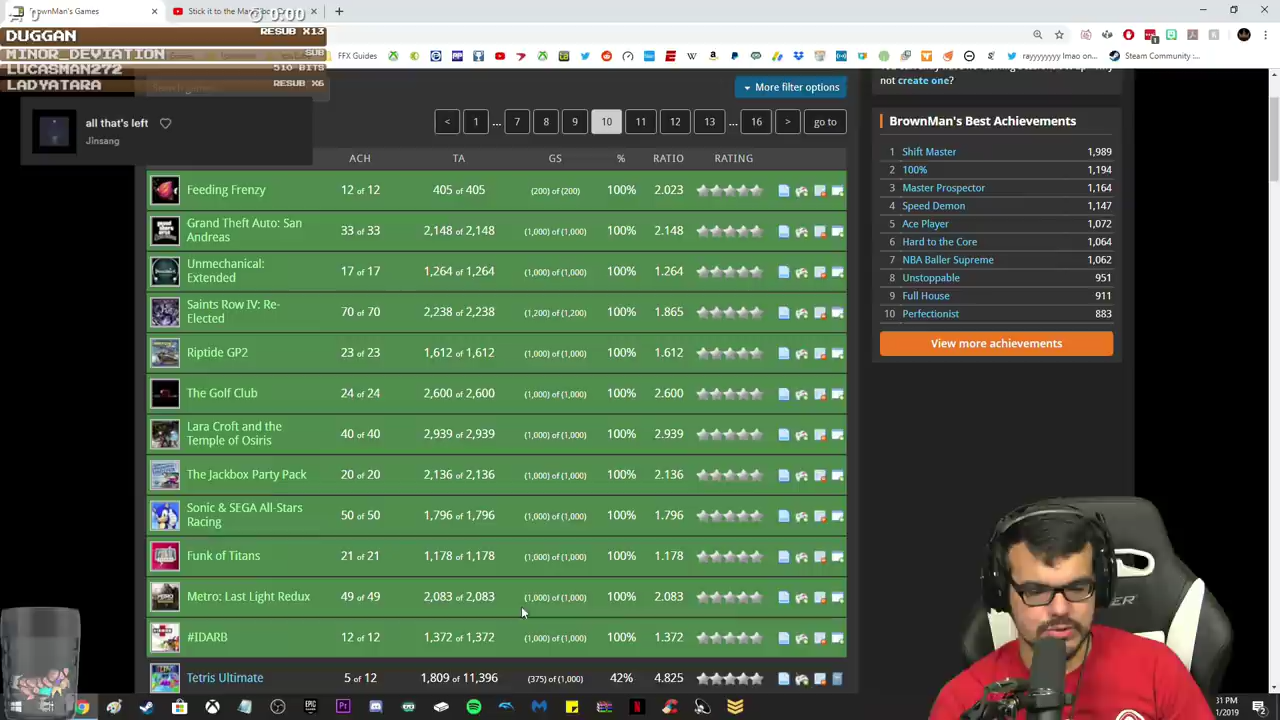 BrownMan's Games
Stick it to the Ma
0:00
DUGGAN
RESUB X13
MINOR_DEVIATION
SUB
LUCASMAN272
510 BITS
LADYATARA
RESUB X6
FFX Guides
rayyyyyyy lmao on...
Steam Community ...
create one?
all that's left
Jinsang
More filter options
< 1 ... 7 8 9 10 11 12 13 ... 16 > go to
ACH TA GS % RATIO RATING
Feeding Frenzy 12 of 12 405 of 405 (200) of (200) 100% 2.023
Grand Theft Auto: San
Andreas 33 of 33 2,148 of 2,148 (1,000) of (1,000) 100% 2.148
Unmechanical:
Extended 17 of 17 1,264 of 1,264 (1,000) of (1,000) 100% 1.264
Saints Row IV: Re-
Elected 70 of 70 2,238 of 2,238 (1,200) of (1,200) 100% 1.865
Riptide GP2 23 of 23 1,612 of 1,612 (1,000) of (1,000) 100% 1.612
The Golf Club 24 of 24 2,600 of 2,600 (1,000) of (1,000) 100% 2.600
Lara Croft and the
Temple of Osiris 40 of 40 2,939 of 2,939 (1,000) of (1,000) 100% 2.939
The Jackbox Party Pack 20 of 20 2,136 of 2,136 (1,000) of (1,000) 100% 2.136
Sonic & SEGA All-Stars
Racing 50 of 50 1,796 of 1,796 (1,000) of (1,000) 100% 1.796
Funk of Titans 21 of 21 1,178 of 1,178 (1,000) of (1,000) 100% 1.178
Metro: Last Light Redux 49 of 49 2,083 of 2,083 (1,000) of (1,000) 100% 2.083
#IDARB 12 of 12 1,372 of 1,372 (1,000) of (1,000) 100% 1.372
Tetris Ultimate 5 of 12 1,809 of 11,396 (375) of (1,000) 42% 4.825
BrownMan's Best Achievements
1 Shift Master 1,989
2 100% 1,194
3 Master Prospector 1,164
4 Speed Demon 1,147
5 Ace Player 1,072
6 Hard to the Core 1,064
7 NBA Baller Supreme 1,062
8 Unstoppable 951
9 Full House 911
10 Perfectionist 883
View more achievements
:31 PM
/2019